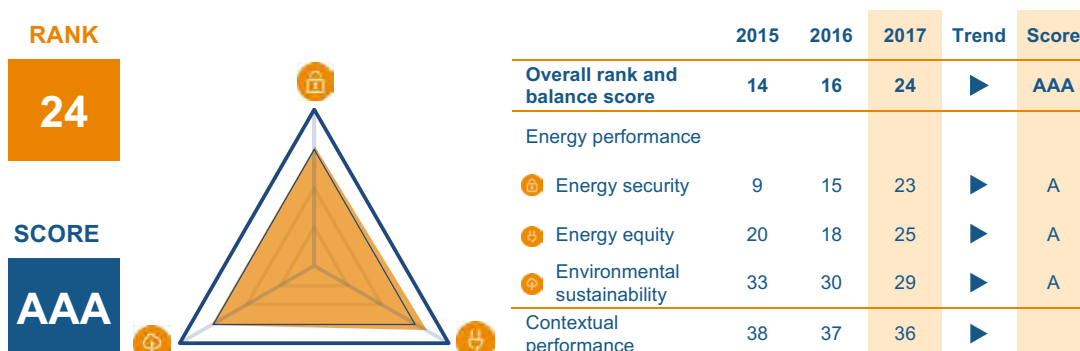 RANK
24
SCORE
AAA
2015 2016 2017 Trend Score
Overall rank and
balance score 14 16 24 AAA
Energy performance
Energy security 9 15 23 A
Energy equity 20 18 25 A
Environmental
sustainability 33 30 29 A
Contextual
performance 38 37 36